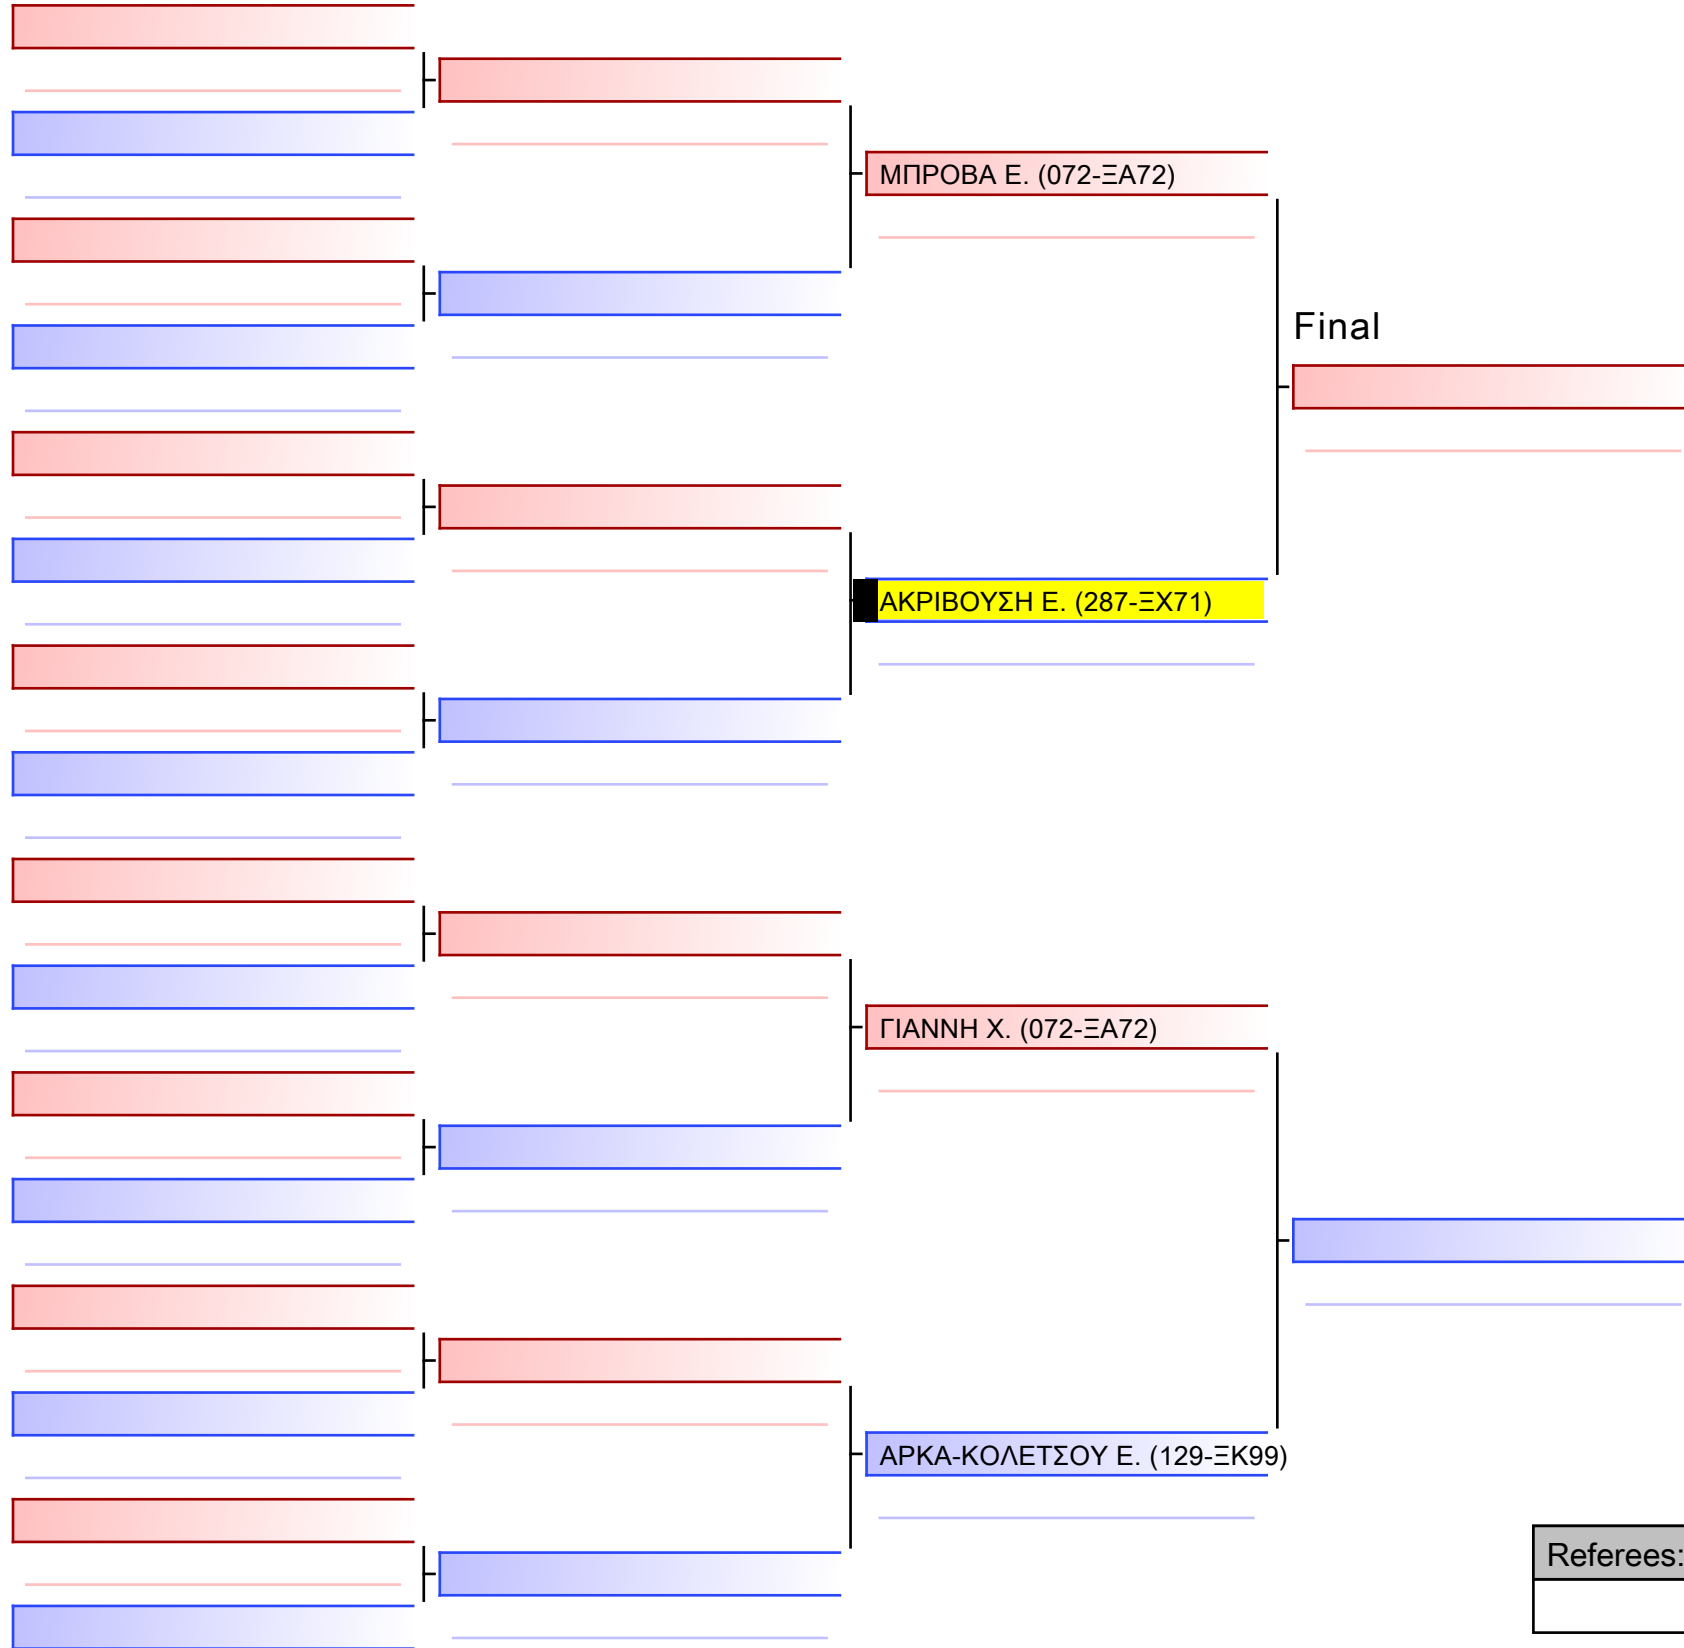 ΜΠΡΟΒΑ Ε. (072-ΞΑ72)
Final
ΑΚΡΙΒΟΥΣΗ Ε. (287-ΞΧ71)
ΓΙΑΝΝΗ Χ. (072-ΞΑ72)
ΑΡΚΑ-ΚΟΛΕΤΣΟΥ Ε. (129-ΞΚ99)
Referees: